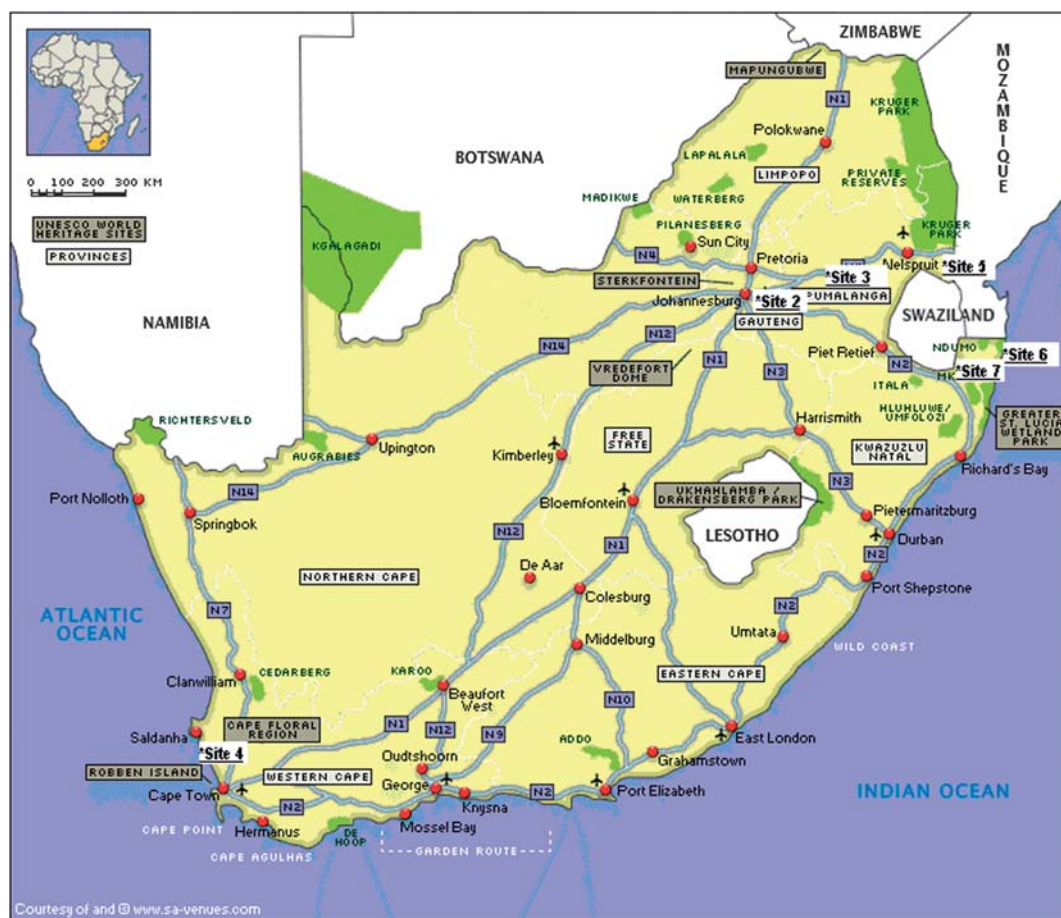 ZIMBABWE
MAPUNGUBWE
MOZAMBIQUE
N1
KRUGER
PARK
Polokwane
BOTSWANA
LAPALALA
LIMPOPO
PRIVATE
RESERVES
0 100 200 300 KM
MADIKWE
WATERBERG
UNESCO WORLD
HERITAGE SITES
PROVINCES
KGALAGADI
PILANESBERG
Sun City
KRUGER
PARK
N4
Pretoria
Nelspruit
*Site 5
STERKFONTEIN
*Site 3
Johannesburg
*Site 2
PUMALANGA
NAMIBIA
GAUTENG
SWAZILAND
N12
N14
N1
Piet Retief
NDUMO
*Site 6
VREDEFORT
DOME
N3
N2
MK
*Site 7
ITALA
RICHTERSVELD
HLUHLUWE/
UMFOLOZI
GREATER
ST. LUCIA
WETLAND
PARK
AUGRABIES
Upington
Kimberley
FREE
STATE
Harrismith
KWAZUZLU
NATAL
Richard's Bay
Port Nolloth
N14
Springbok
Bloemfontein
UKHAHLAMBA /
DRAKENSBERG PARK
N3
Pietermaritzburg
N12
LESOTHO
Durban
N1
N2
NORTHERN CAPE
De Aar
Colesburg
Port Shepstone
ATLANTIC
OCEAN
N7
N2
Middelburg
Umtata
WILD COAST
Clanwilliam
CEDARBERG
KAROO
Beaufort
West
EASTERN CAPE
N10
Saldanha
CAPE FLORAL
REGION
N1
N12
N9
East London
*Site 4
ADDO
Grahamstown
ROBBEN ISLAND
WESTERN CAPE
Oudtshoorn
Cape Town
George
Knysna
N2
Port Elizabeth
INDIAN OCEAN
N2
CAPE POINT
Hermanus
DE
HOOP
Mossel Bay
CAPE AGULHAS
GARDEN ROUTE
Courtesy of and © www.sa-venues.com